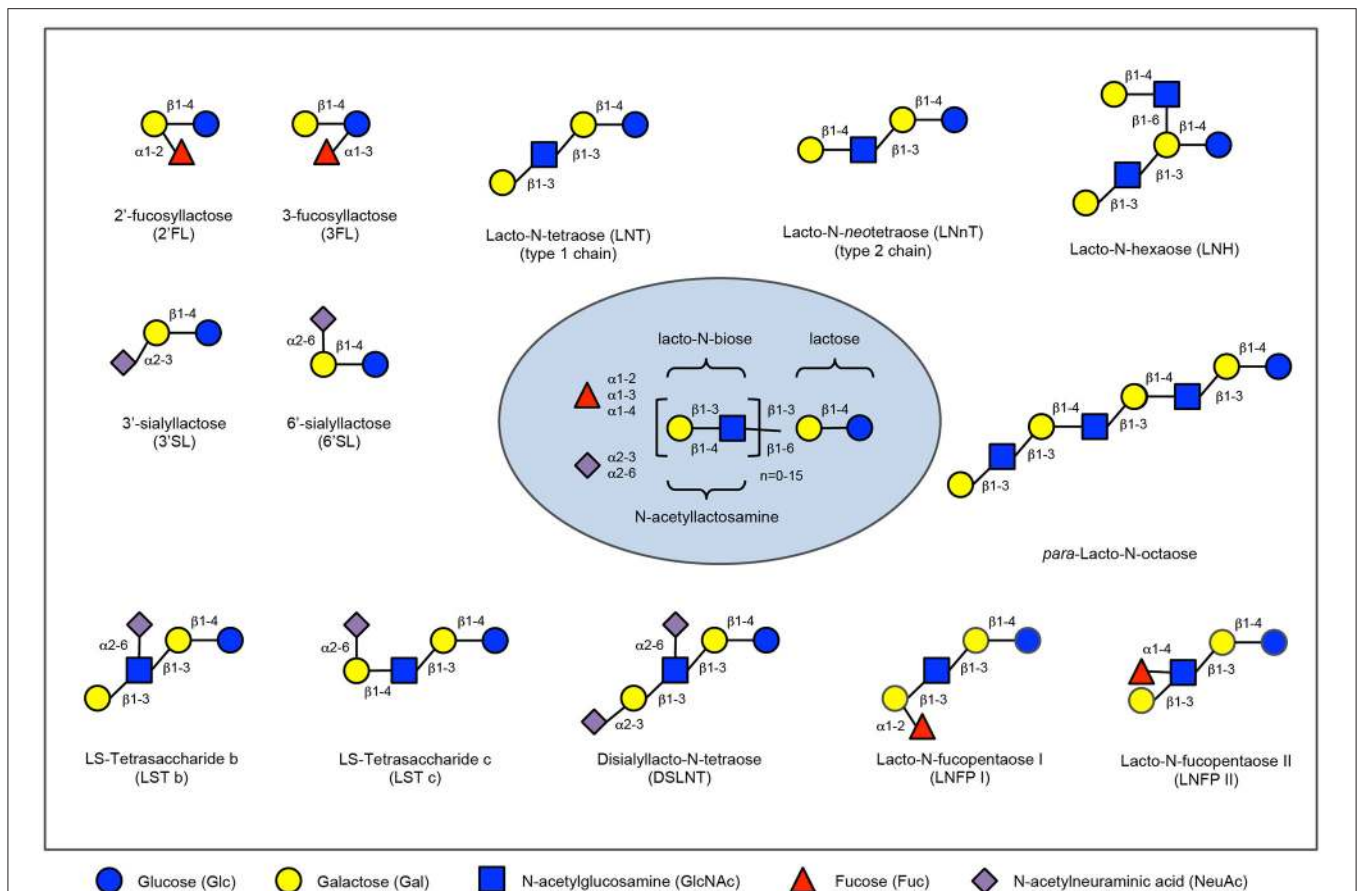 β1-4
α1-2
2'-fucosyllactose
(2'FL)
β1-4
α1-3
3-fucosyllactose
(3FL)
β1-4
β1-3
β1-3
Lacto-N-tetraose (LNT)
(type 1 chain)
β1-4
β1-4
β1-3
Lacto-N-neotetraose (LNnT)
(type 2 chain)
β1-4
β1-6
β1-4
β1-3
β1-3
Lacto-N-hexaose (LNH)
β1-4
α2-3
3'-sialyllactose
(3'SL)
α2-6
β1-4
6'-sialyllactose
(6'SL)
lacto-N-biose
lactose
α1-2
α1-3
α1-4
β1-3
β1-3
β1-4
β1-4
β1-6
α2-3
α2-6
n=0-15
N-acetyllactosamine
β1-4
β1-4
β1-3
β1-4
β1-3
β1-3
β1-3
para-Lacto-N-octaose
β1-4
α2-6
β1-3
β1-3
LS-Tetrasaccharide b
(LST b)
β1-4
α2-6
β1-3
β1-4
LS-Tetrasaccharide c
(LST c)
β1-4
α2-6
β1-3
β1-3
α2-3
Disialyllacto-N-tetraose
(DSLNT)
β1-4
β1-3
β1-3
α1-2
Lacto-N-fucopentaose I
(LNFP I)
β1-4
α1-4
β1-3
β1-3
Lacto-N-fucopentaose II
(LNFP II)
Glucose (Glc)
Galactose (Gal)
N-acetylglucosamine (GlcNAc)
Fucose (Fuc)
N-acetylneuraminic acid (NeuAc)